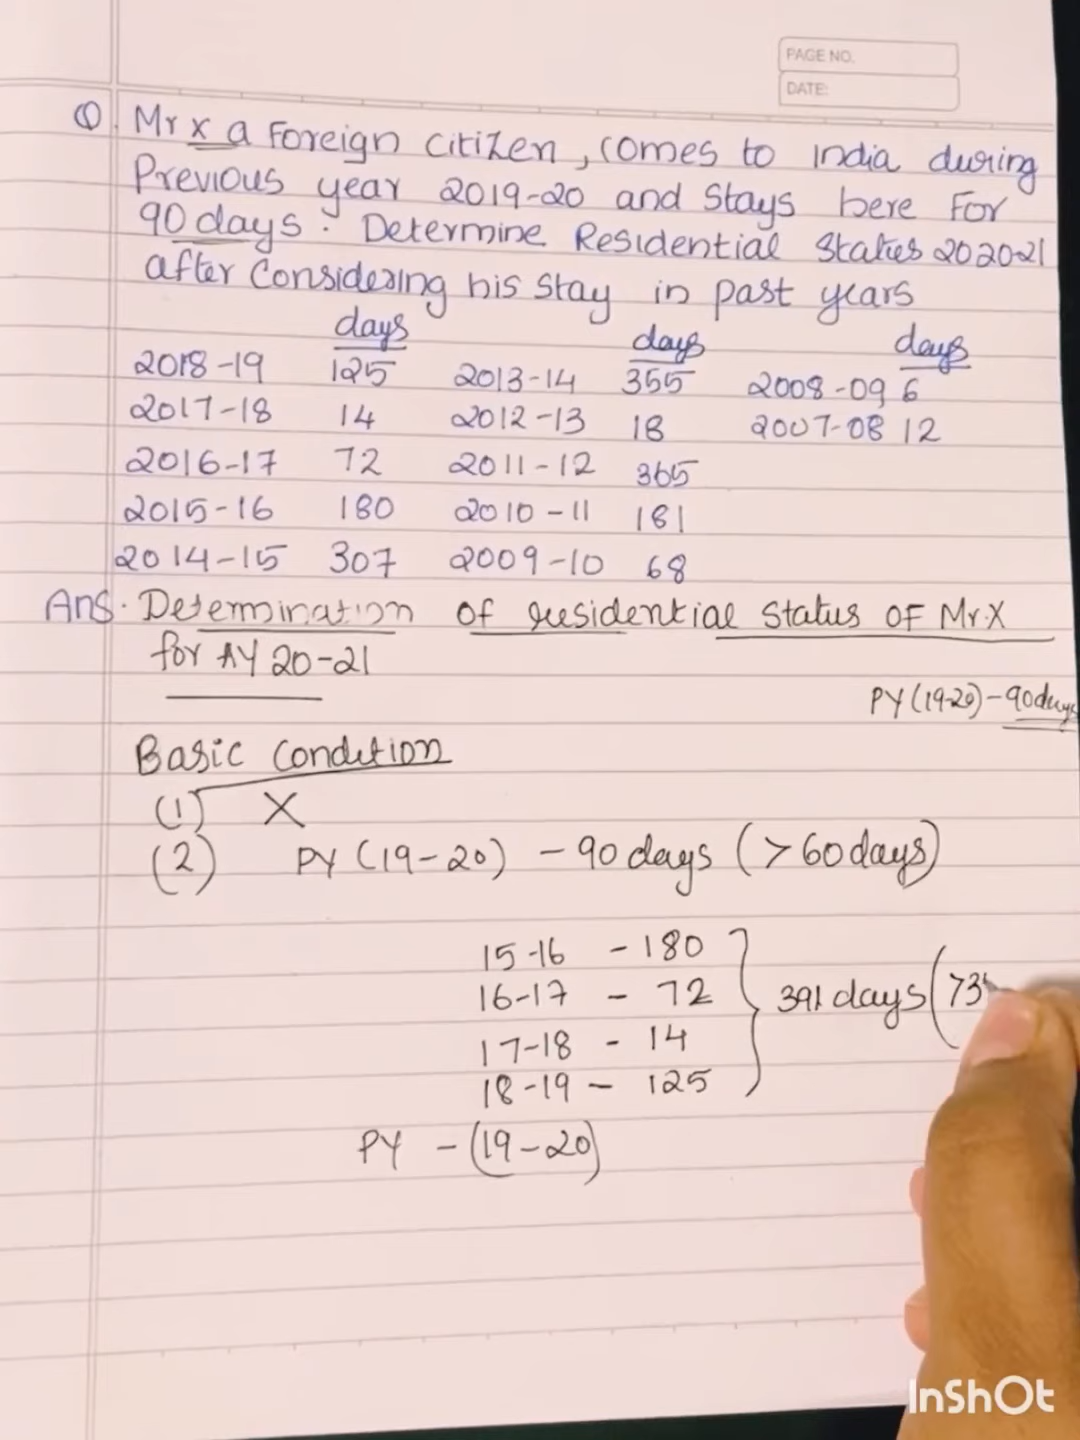 PAGE NO.
DATE:
Q. Mr X a Foreign Citizen, comes to India during
Previous year 2019-20 and Stays here For
90 days. Determine Residential Status 2020-21
after Considering his Stay in past years
days days days
2018-19 125 2013-14 355 2008-09 6
2017-18 14 2012-13 18 2007-08 12
2016-17 72 2011-12 365
2015-16 180 2010-11 181
2014-15 307 2009-10 68
Ans. Determination of residential status OF Mr.X
for AY 20-21
PY (19-20) - 90 days
Basic Condition
(1) X
(2) PY (19-20) - 90 days (>60 days)
15-16 - 180
16-17 - 72
391 days (73
17-18 - 14
18-19 - 125
PY - (19-20)
InShOt